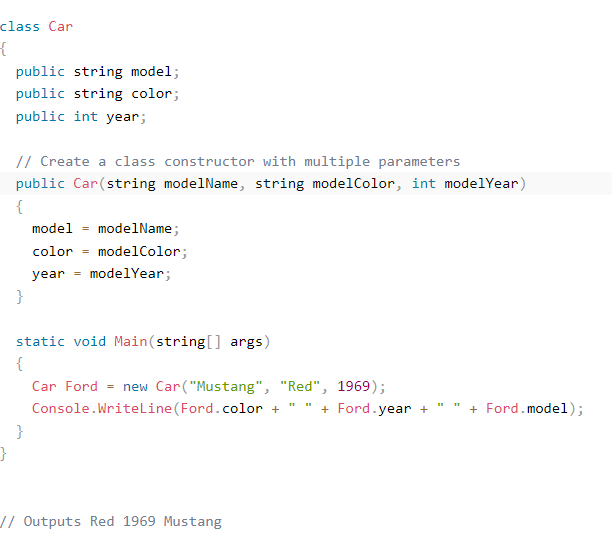 class Car
{
  public string model;
  public string color;
  public int year;

  // Create a class constructor with multiple parameters
  public Car(string modelName, string modelColor, int modelYear)
  {
    model = modelName;
    color = modelColor;
    year = modelYear;
  }

  static void Main(string[] args)
  {
    Car Ford = new Car("Mustang", "Red", 1969);
    Console.WriteLine(Ford.color + " " + Ford.year + " " + Ford.model);
  }
}

// Outputs Red 1969 Mustang